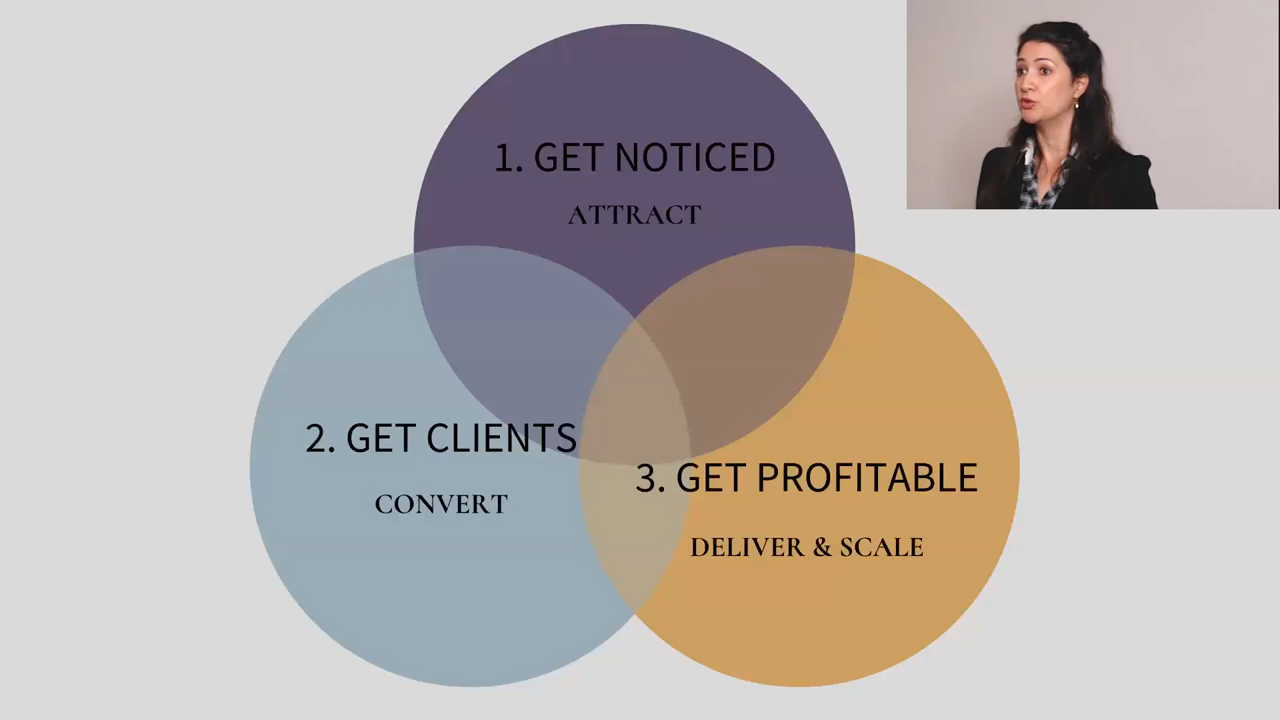 1. GET NOTICED
ATTRACT
2. GET CLIENTS
CONVERT
3. GET PROFITABLE
DELIVER & SCALE